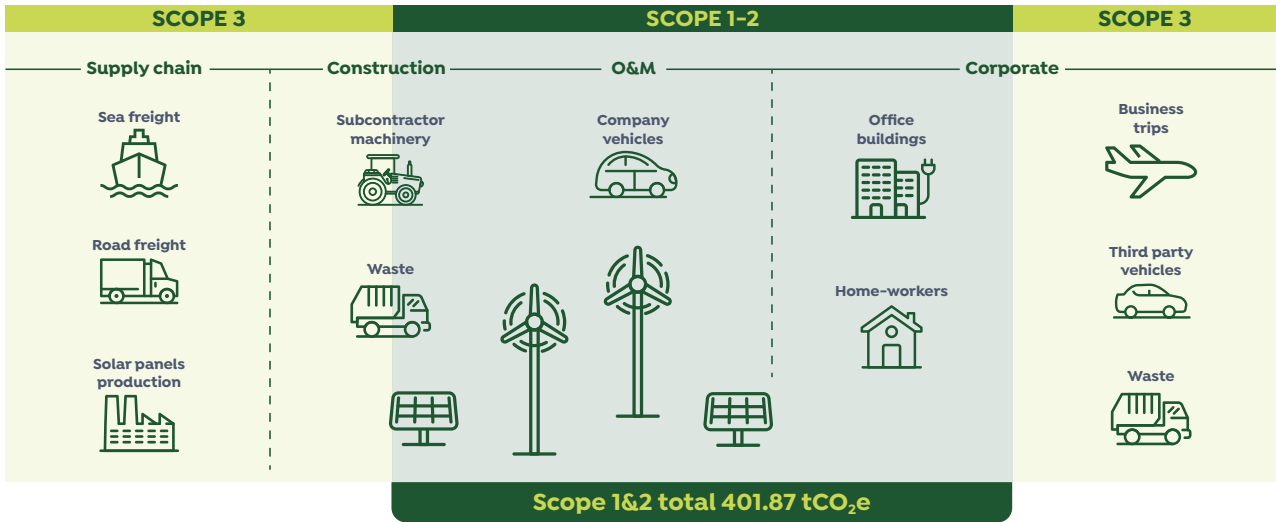 SCOPE 3
SCOPE 1-2
SCOPE 3
Supply chain
Construction
O&M
Corporate
Sea freight
Road freight
Solar panels
production
Subcontractor
machinery
Waste
Company
vehicles
Office
buildings
Home-workers
Business
trips
Third party
vehicles
Waste
Scope 1&2 total 401.87 tCO₂e